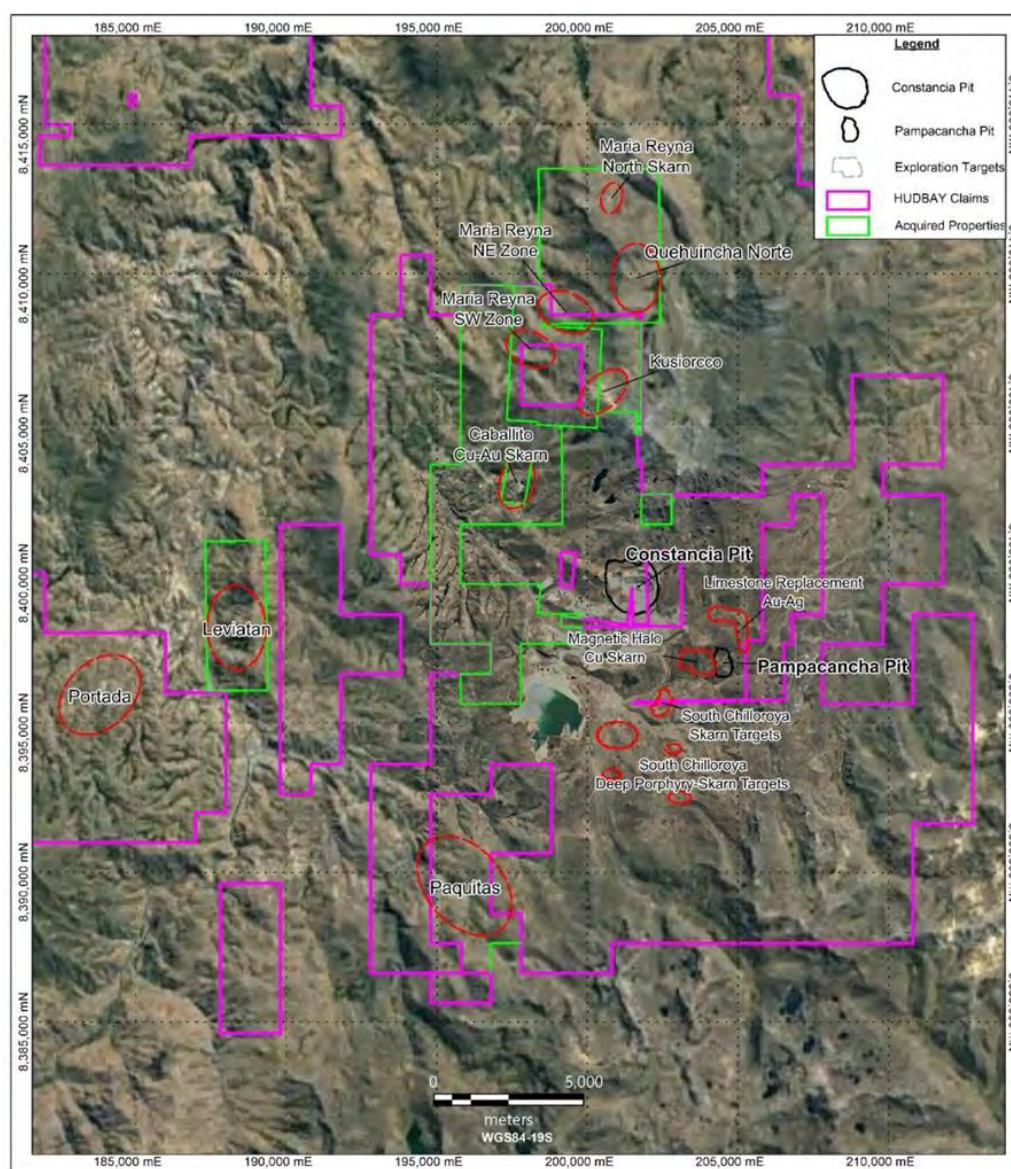 185,000 mE
190,000 mE
195,000 mE
200,000 mE
205,000 mE
210,000 mE
Legend
Constancia Pit
Pampacancha Pit
Exploration Targets
HUDBAY Claims
Acquired Properties
8,415,000 mN
8,410,000 mN
8,405,000 mN
8,400,000 mN
8,395,000 mN
8,390,000 mN
8,385,000 mN
Maria Reyna
North Skarn
Maria Reyna
NE Zone
Quehuincha Norte
Maria Reyna
SW Zone
Kusiorcco
Caballito
Cu-Au Skarn
Constancia Pit
Limestone Replacement
Au-Ag
Leviatan
Magnetic Halo
Cu Skarn
Pampacancha Pit
Portada
South Chilloroya
Skarn Targets
South Chilloroya
Deep Porphyry-Skarn Targets
Paquitas
0
5,000
meters
WGS84-19S
185,000 mE
190,000 mE
195,000 mE
200,000 mE
205,000 mE
210,000 mE